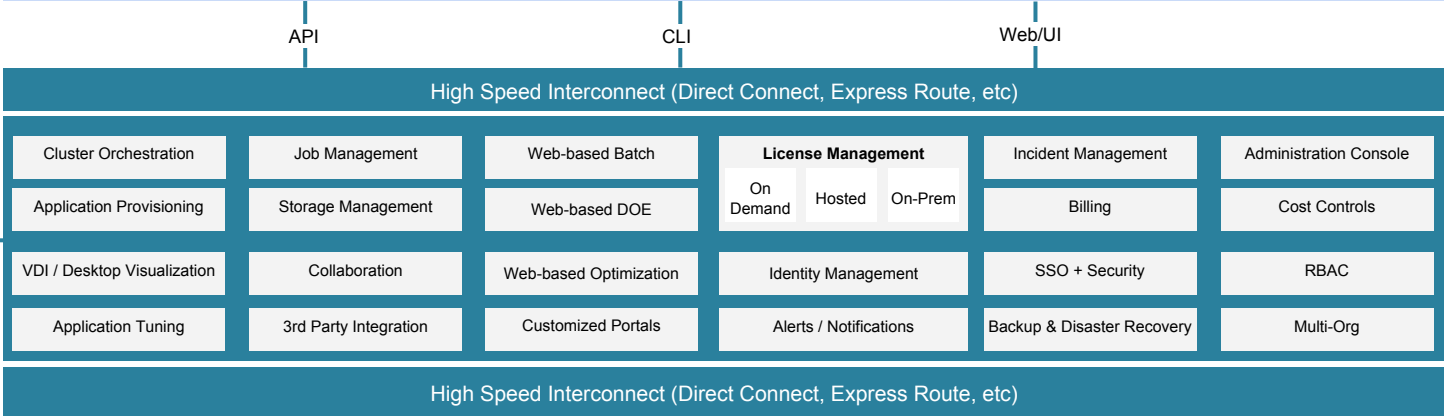 API
CLI
Web/UI
High Speed Interconnect (Direct Connect, Express Route, etc)
Cluster Orchestration
Job Management
Web-based Batch
License Management
Incident Management
Administration Console
On
Demand
Hosted
On-Prem
Application Provisioning
Storage Management
Web-based DOE
Billing
Cost Controls
VDI / Desktop Visualization
Collaboration
Web-based Optimization
Identity Management
SSO + Security
RBAC
Application Tuning
3rd Party Integration
Customized Portals
Alerts / Notifications
Backup & Disaster Recovery
Multi-Org
High Speed Interconnect (Direct Connect, Express Route, etc)